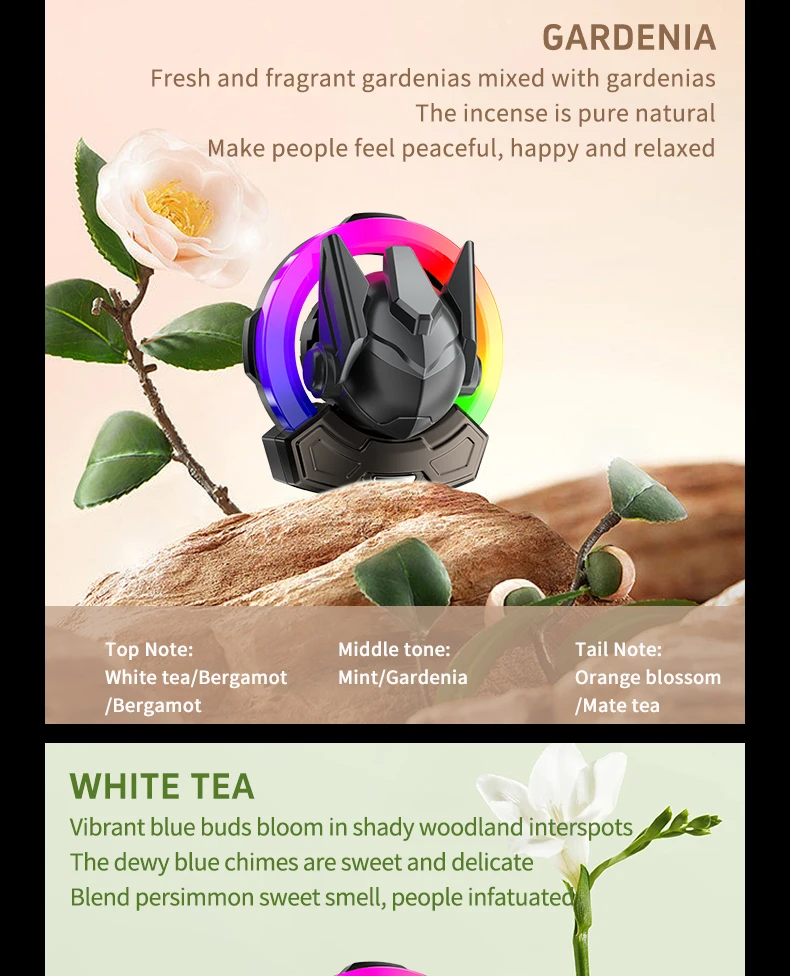 GARDENIA
Fresh and fragrant gardenias mixed with gardenias
The incense is pure natural
Make people feel peaceful, happy and relaxed
Top Note:
White tea/Bergamot
/Bergamot
Middle tone:
Mint/Gardenia
Tail Note:
Orange blossom
/Mate tea
WHITE TEA
Vibrant blue buds bloom in shady woodland interspots
The dewy blue chimes are sweet and delicate
Blend persimmon sweet smell, people infatuated